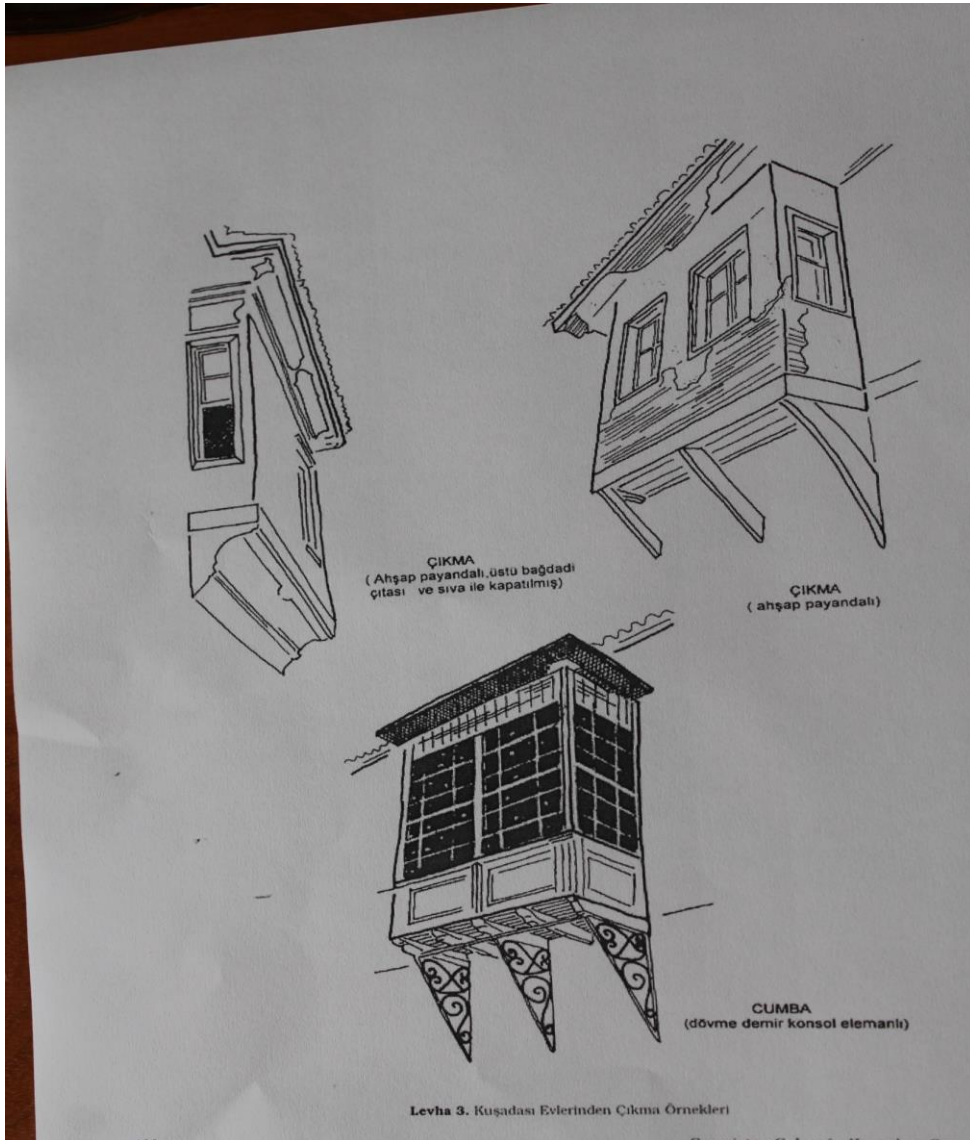 ÇIKMA
( Ahşap payandalı,üstü bağdadi
çıtası ve sıva ile kapatılmış)
ÇIKMA
( ahşap payandalı)
CUMBA
(dövme demir konsol elemanlı)
Levha 3. Kuşadası Evlerinden Çıkma Örnekleri